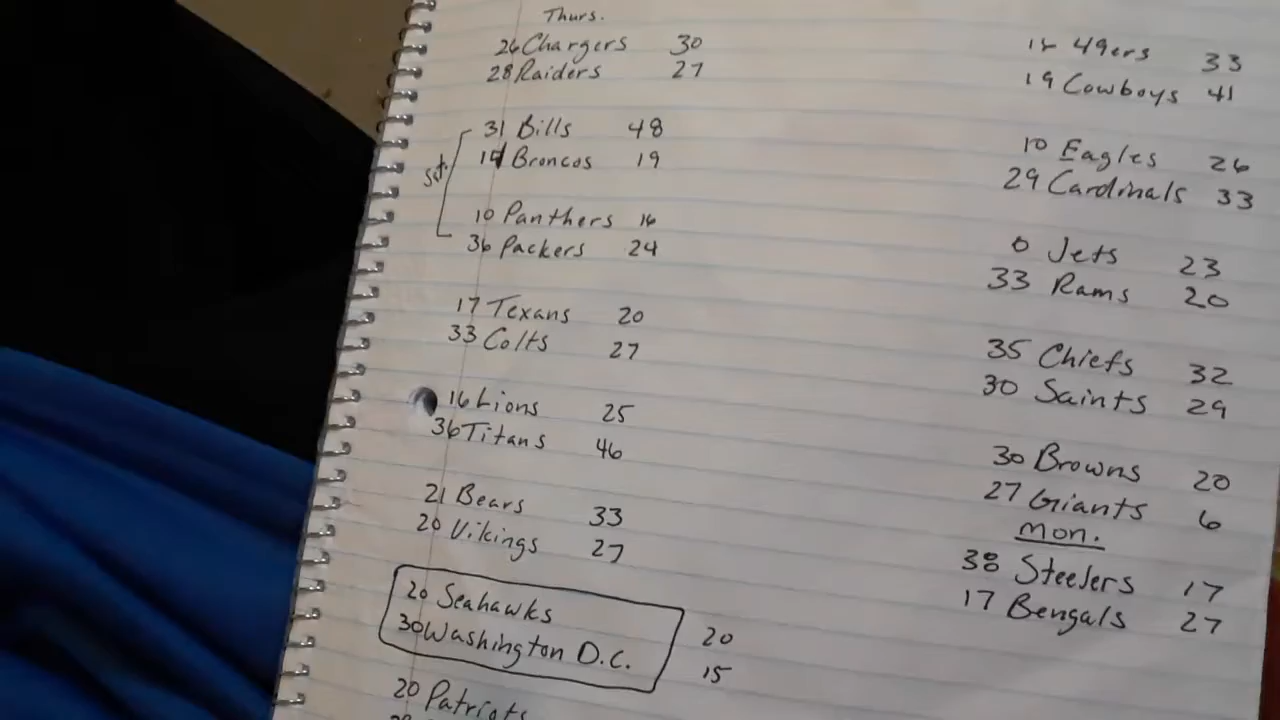 Thurs.
26 Chargers 30
28 Raiders 27
Sat.
31 Bills 48
19 Broncos 19
10 Panthers 16
36 Packers 24
17 Texans 20
33 Colts 27
16 Lions 25
36 Titans 46
21 Bears 33
20 Vikings 27
20 Seahawks 20
30 Washington D.C. 15
20 Patriots
49ers 33
19 Cowboys 41
10 Eagles 26
29 Cardinals 33
0 Jets 23
33 Rams 20
35 Chiefs 32
30 Saints 29
30 Browns 20
27 Giants 6
Mon.
38 Steelers 17
17 Bengals 27